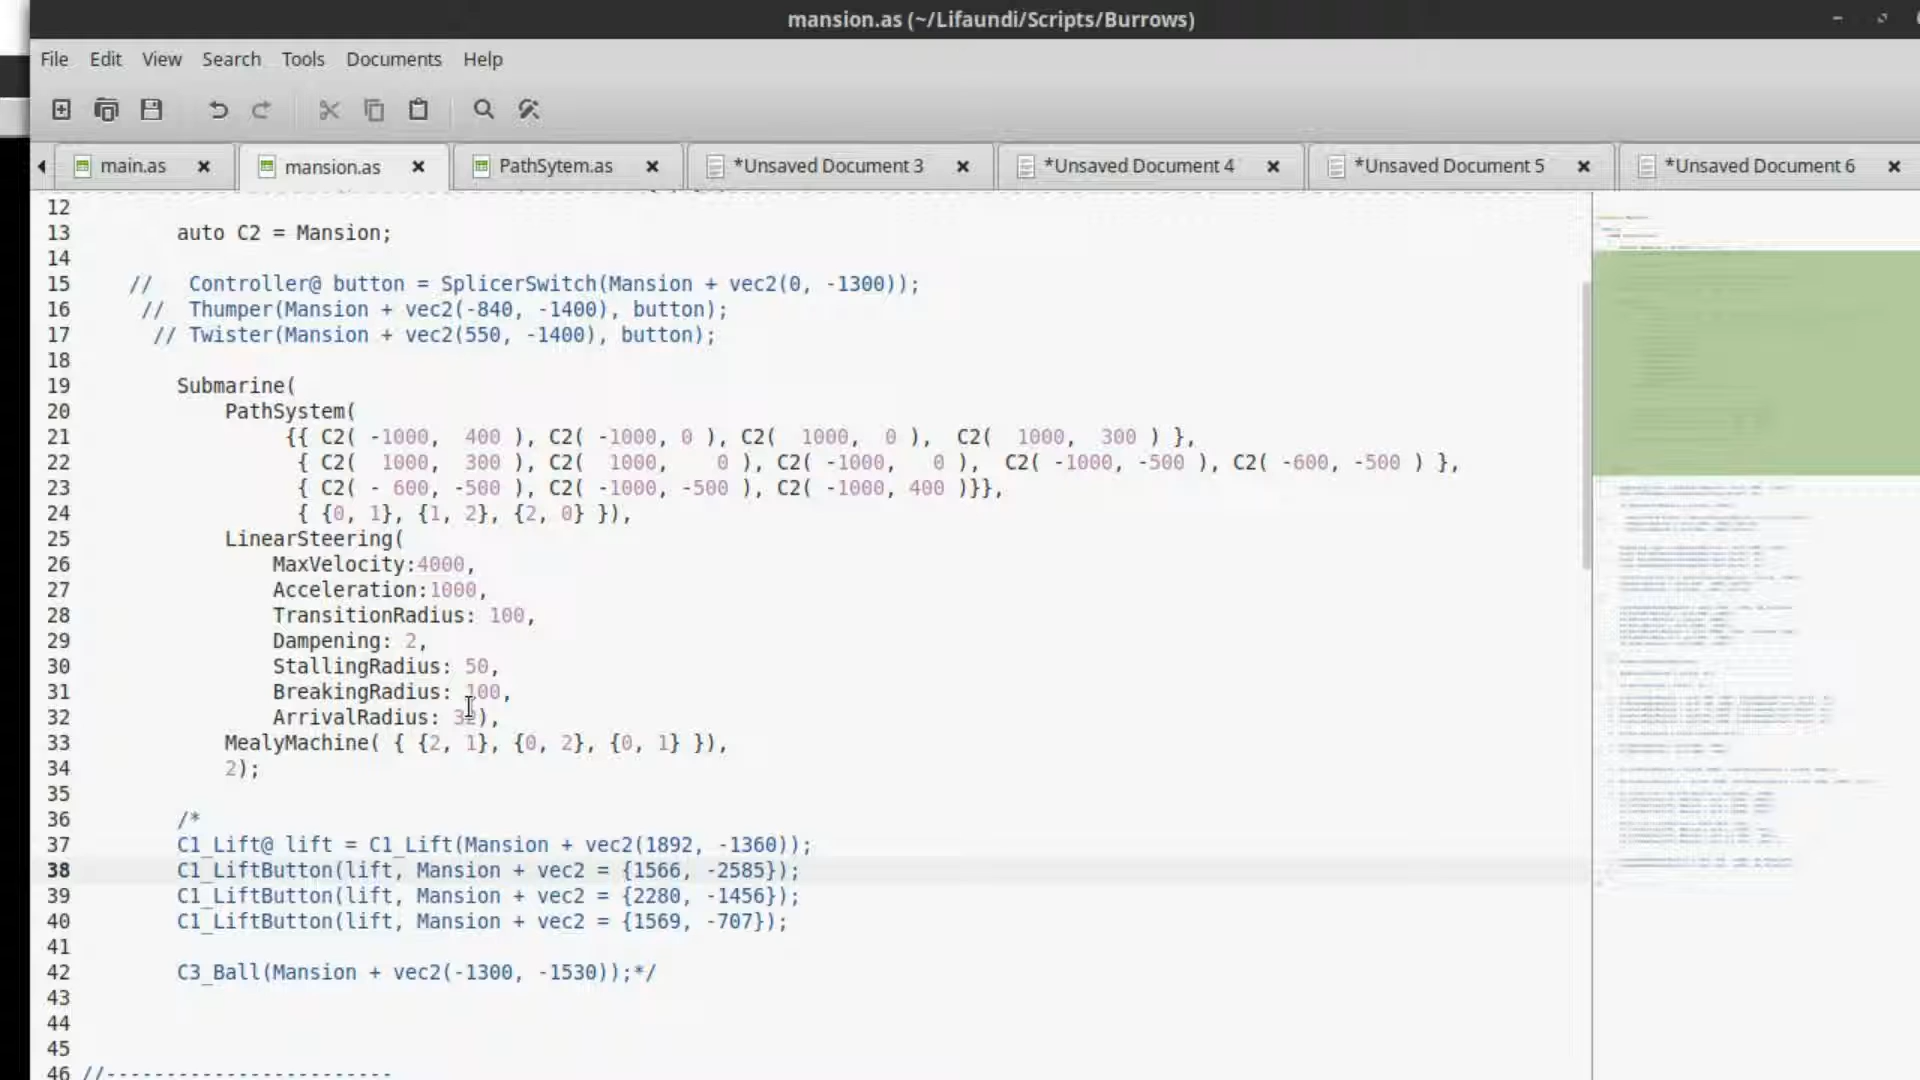 mansion.as (~/Lifaundi/Scripts/Burrows)
File Edit View Search Tools Documents Help
main.as mansion.as PathSytem.as *Unsaved Document 3 *Unsaved Document 4 *Unsaved Document 5 *Unsaved Document 6
12
13 auto C2 = Mansion;
14
15 // Controller@ button = SplicerSwitch(Mansion + vec2(0, -1300));
16 // Thumper(Mansion + vec2(-840, -1400), button);
17 // Twister(Mansion + vec2(550, -1400), button);
18
19 Submarine(
20 PathSystem(
21 {{ C2( -1000, 400 ), C2( -1000, 0 ), C2( 1000, 0 ), C2( 1000, 300 ) },
22 { C2( 1000, 300 ), C2( 1000, 0 ), C2( -1000, 0 ), C2( -1000, -500 ), C2( -600, -500 ) },
23 { C2( - 600, -500 ), C2( -1000, -500 ), C2( -1000, 400 )}},
24 { {0, 1}, {1, 2}, {2, 0} }),
25 LinearSteering(
26 MaxVelocity:4000,
27 Acceleration:1000,
28 TransitionRadius: 100,
29 Dampening: 2,
30 StallingRadius: 50,
31 BreakingRadius: 100,
32 ArrivalRadius: 32),
33 MealyMachine( { {2, 1}, {0, 2}, {0, 1} }),
34 2);
35
36 /*
37 C1_Lift@ lift = C1_Lift(Mansion + vec2(1892, -1360));
38 C1_LiftButton(lift, Mansion + vec2 = {1566, -2585});
39 C1_LiftButton(lift, Mansion + vec2 = {2280, -1456});
40 C1_LiftButton(lift, Mansion + vec2 = {1569, -707});
41
42 C3_Ball(Mansion + vec2(-1300, -1530));*/
43
44
45
46 //-----------------------